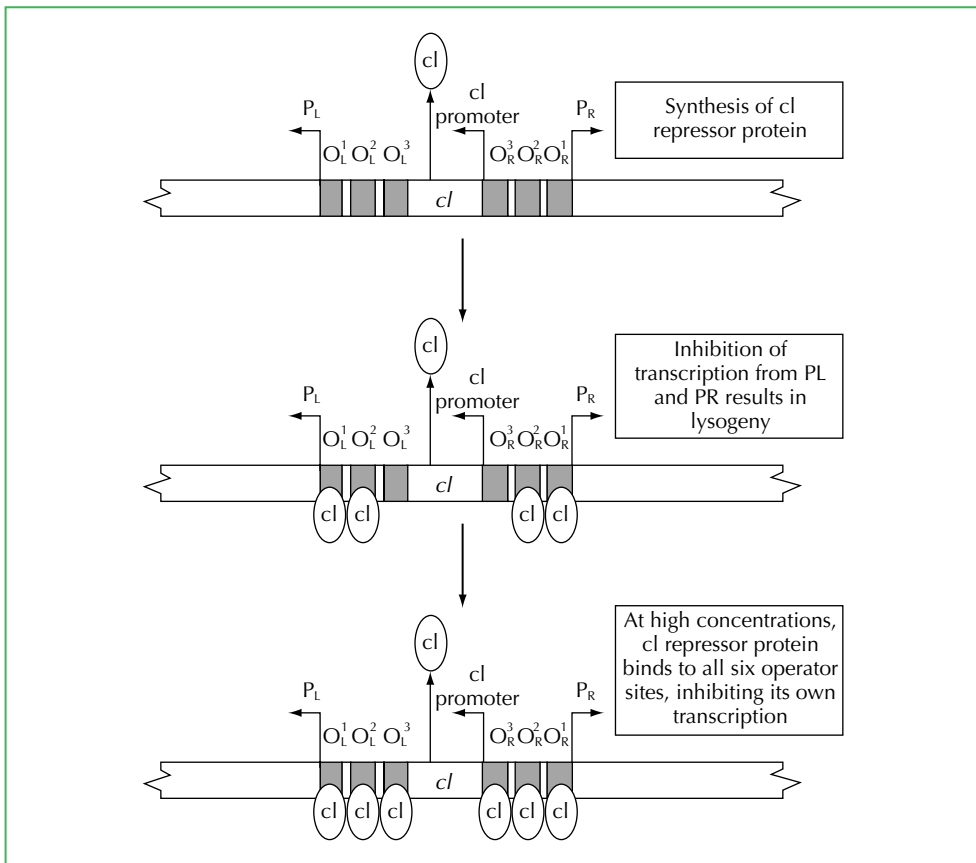 cI
cI
promoter
P_L
P_R
O_L^1 O_L^2 O_L^3
O_R^3 O_R^2 O_R^1
cI
Synthesis of cI
repressor protein
cI
cI
promoter
P_L
P_R
O_L^1 O_L^2 O_L^3
O_R^3 O_R^2 O_R^1
cI
cI cI cI cI
Inhibition of
transcription from PL
and PR results in
lysogeny
cI
cI
promoter
P_L
P_R
O_L^1 O_L^2 O_L^3
O_R^3 O_R^2 O_R^1
cI
cI cI cI cI cI cI
At high concentrations,
cI repressor protein
binds to all six operator
sites, inhibiting its own
transcription